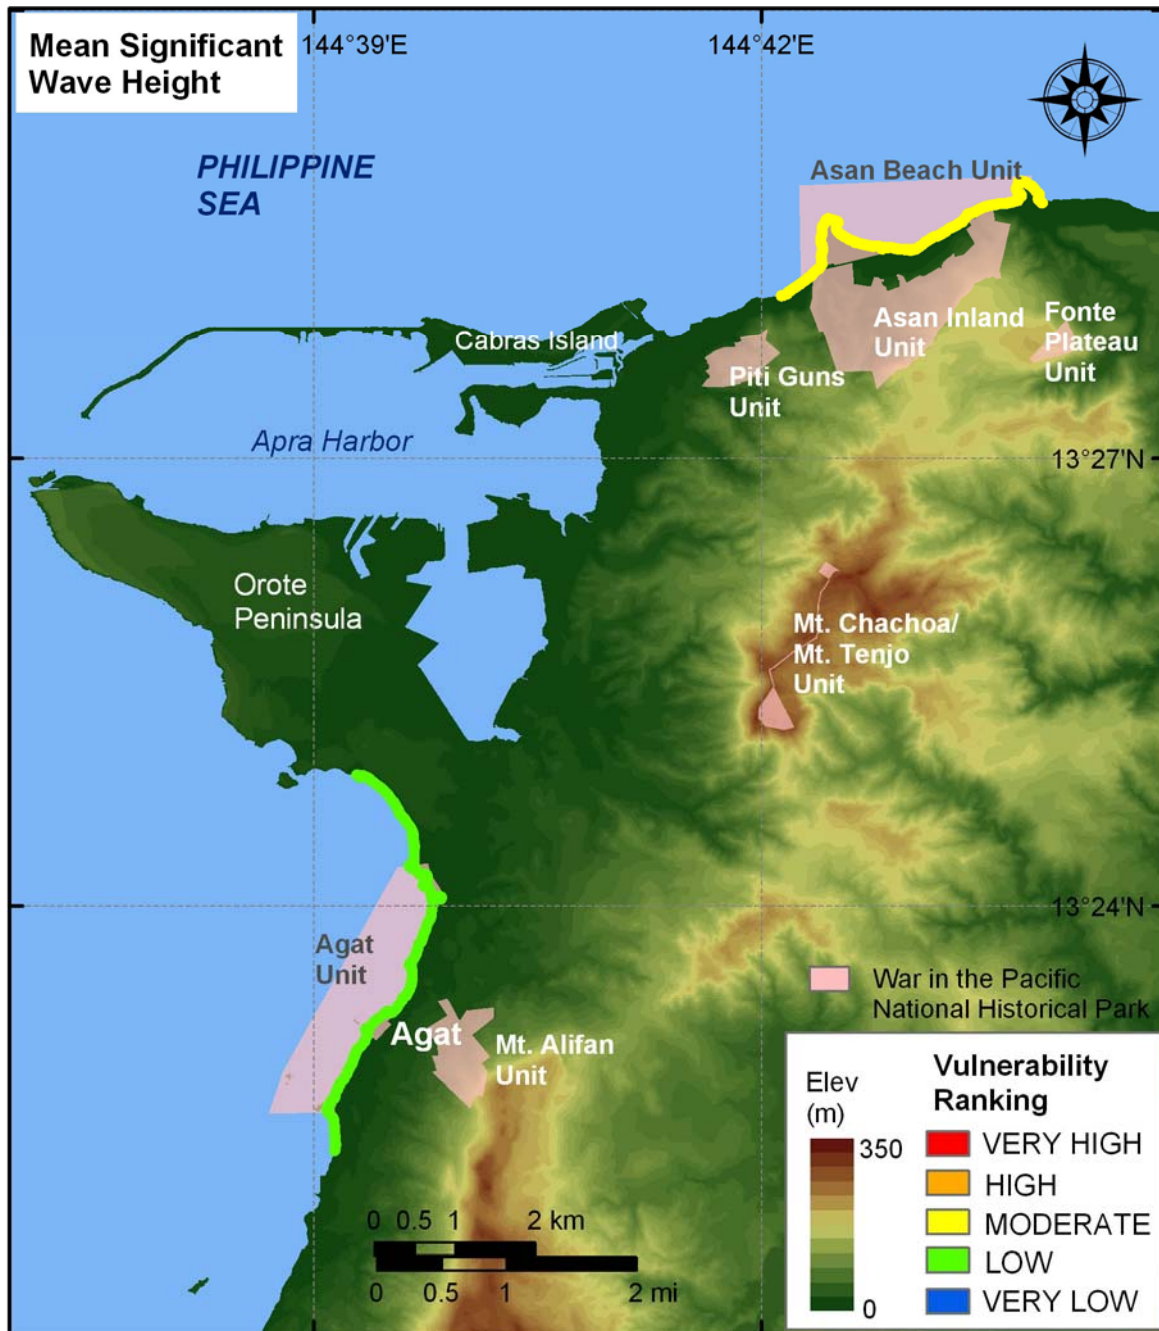 Mean Significant
Wave Height
144°39'E
144°42'E
PHILIPPINE
SEA
Asan Beach Unit
Cabras Island
Asan Inland
Unit
Fonte
Plateau
Unit
Piti Guns
Unit
Apra Harbor
13°27'N
Orote
Peninsula
Mt. Chachoa/
Mt. Tenjo
Unit
13°24'N
Agat
Unit
War in the Pacific
National Historical Park
Agat
Mt. Alifan
Unit
Elev
(m)
350
0
Vulnerability
Ranking
VERY HIGH
HIGH
MODERATE
LOW
VERY LOW
0 0.5 1 2 km
0 0.5 1 2 mi